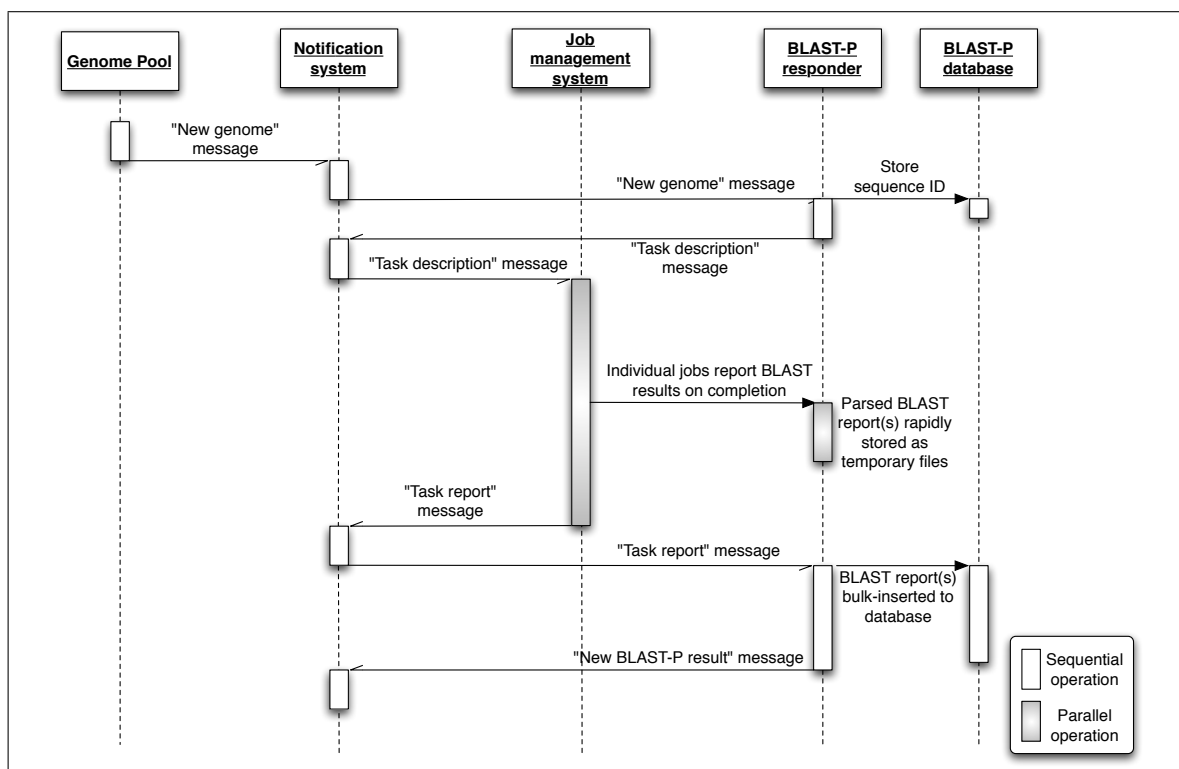 Genome Pool
Notification
system
Job
management
system
BLAST-P
responder
BLAST-P
database
"New genome"
message
"New genome" message
Store
sequence ID
"Task description"
message
"Task description" message
Individual jobs report BLAST
results on completion
Parsed BLAST
report(s) rapidly
stored as
temporary files
"Task report"
message
"Task report" message
BLAST report(s)
bulk-inserted to
database
"New BLAST-P result" message
Sequential
operation
Parallel
operation